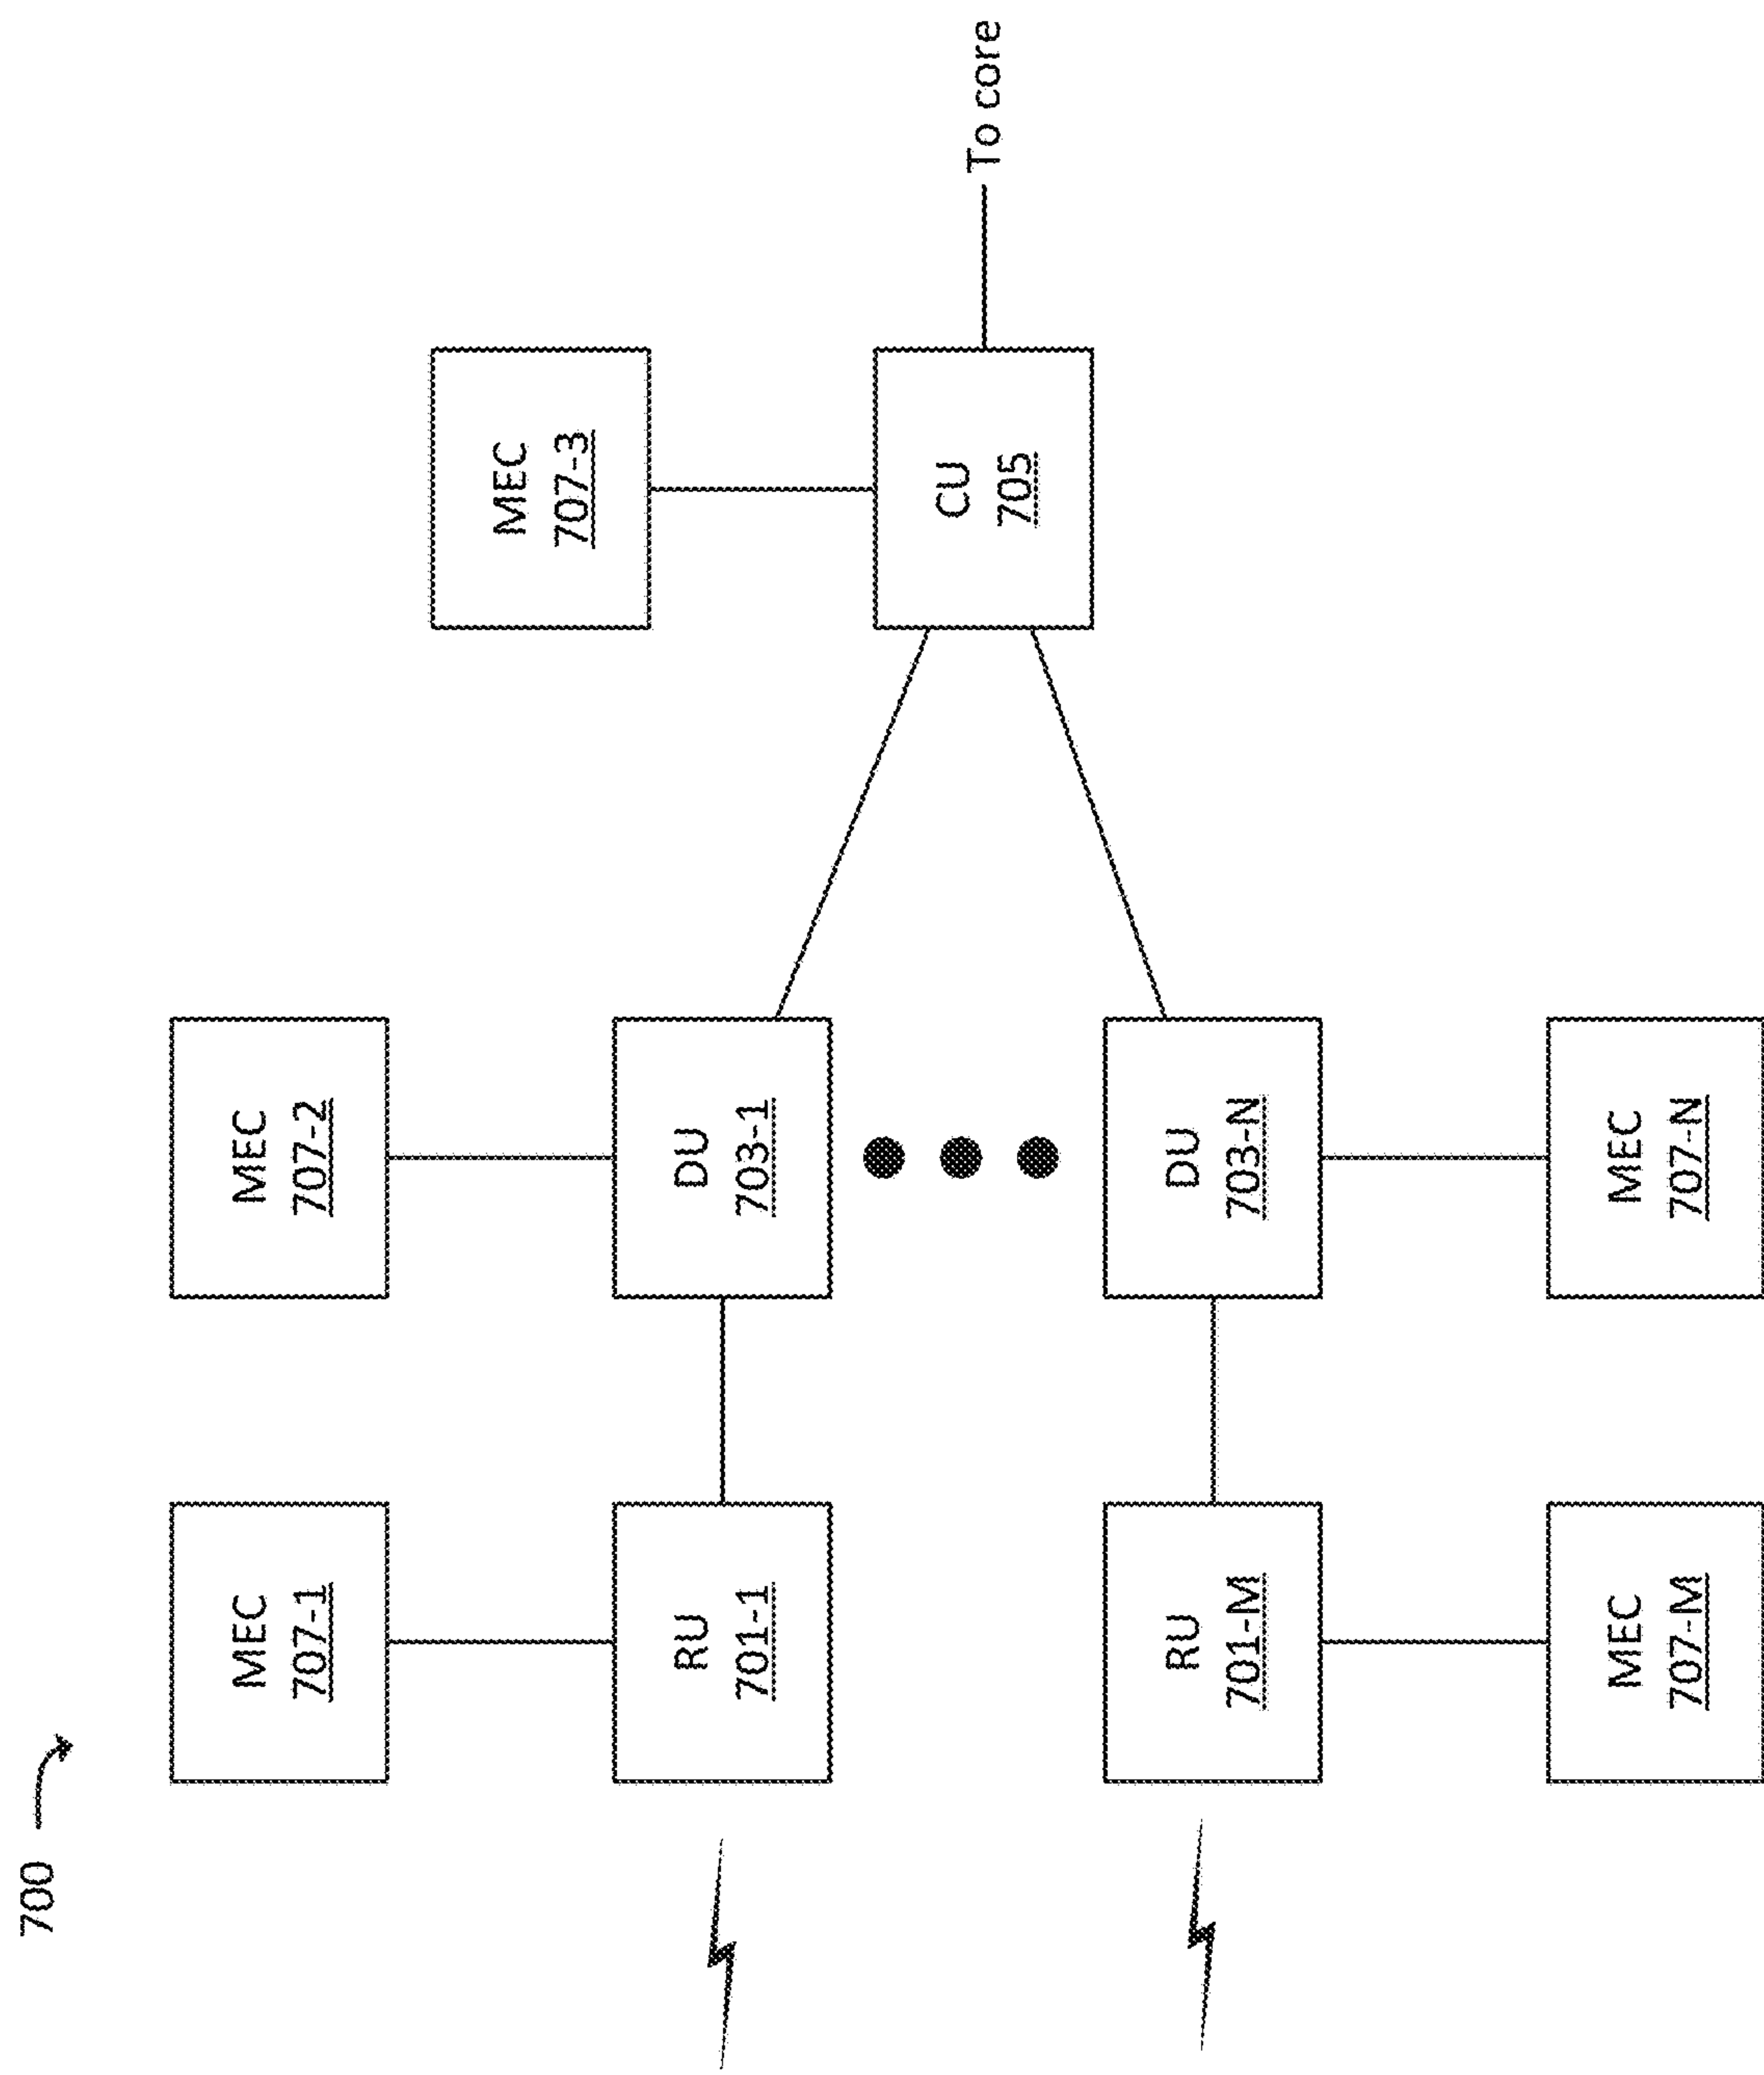 700
MEC
707-1
MEC
707-2
MEC
707-3
RU
701-1
DU
703-1
CU
705
To core
RU
701-M
DU
703-N
MEC
707-M
MEC
707-N